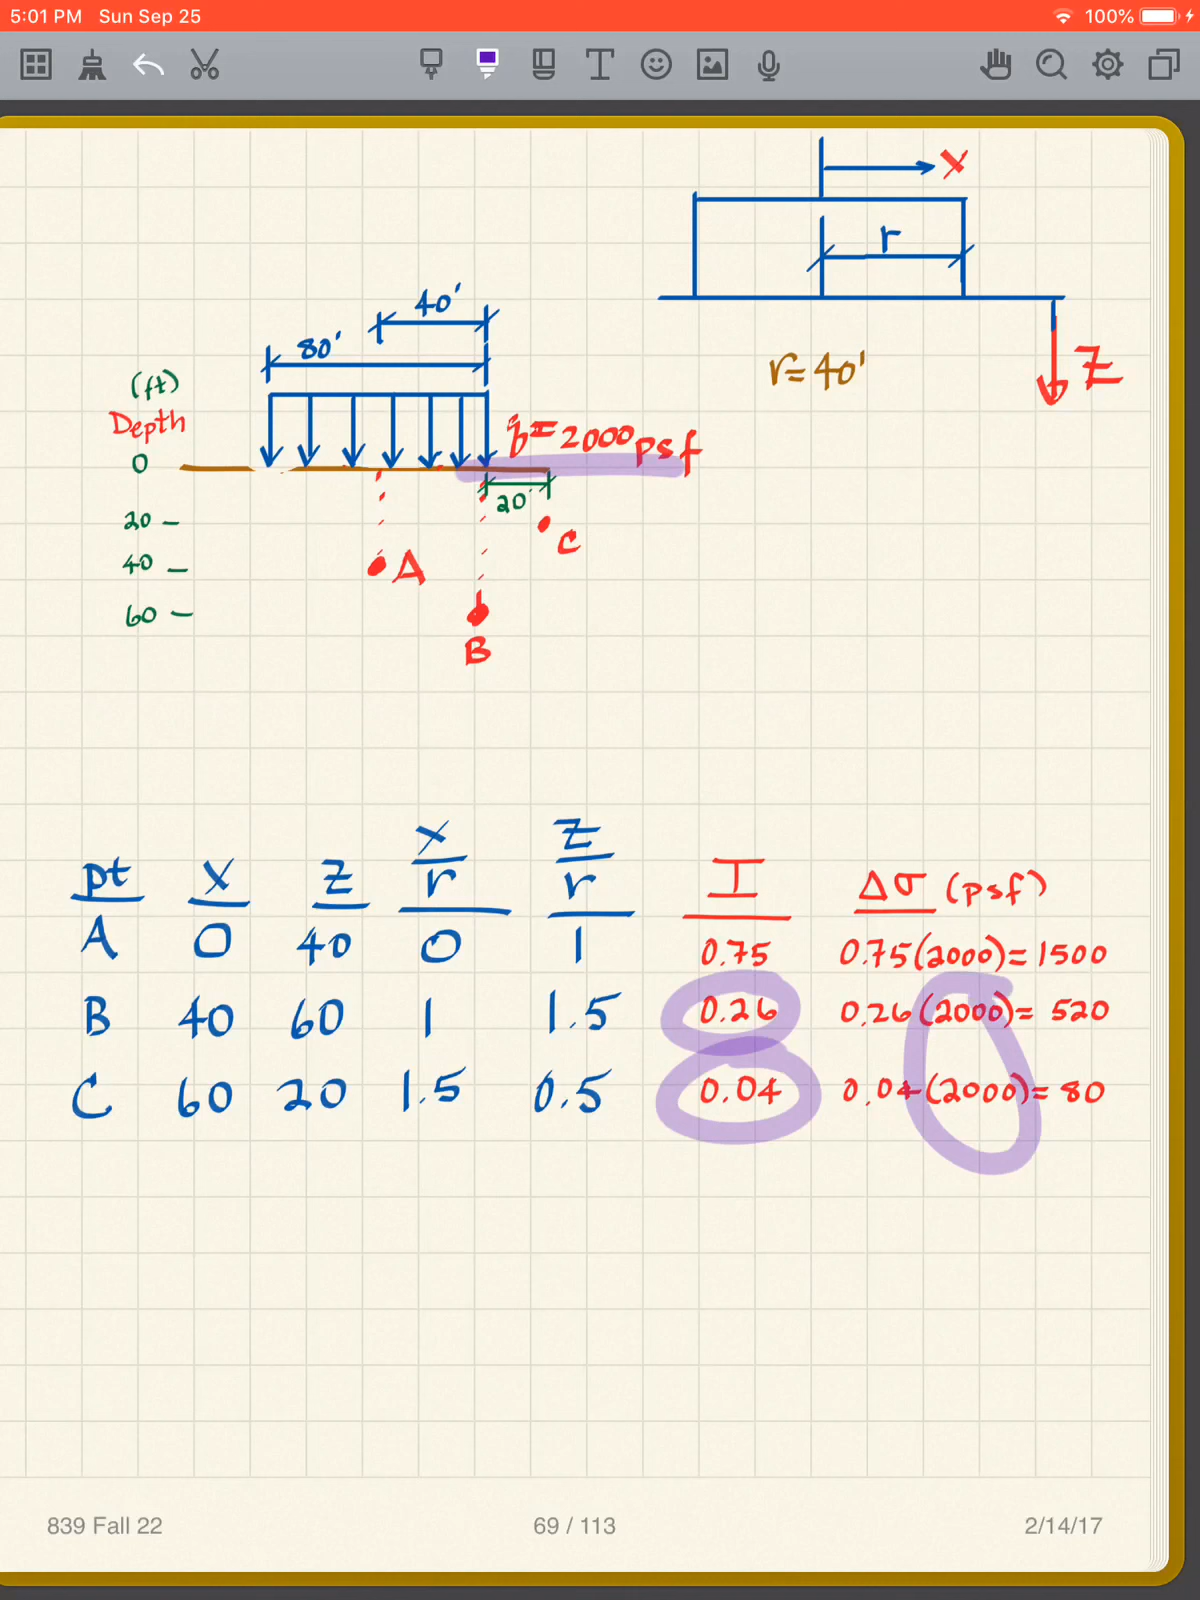 5:01 PM Sun Sep 25
100%
X
r
40'
80'
r=40'
Z
(ft)
Depth
q=2000psf
0
20'
20
C
40
A
60
B
pt X Z X/r Z/r I Δσ (psf)
A 0 40 0 1 0.75 0.75(2000)=1500
B 40 60 1 1.5 0.26 0.26(2000)=520
C 60 20 1.5 0.5 0.04 0.04(2000)=80
839 Fall 22
69 / 113
2/14/17